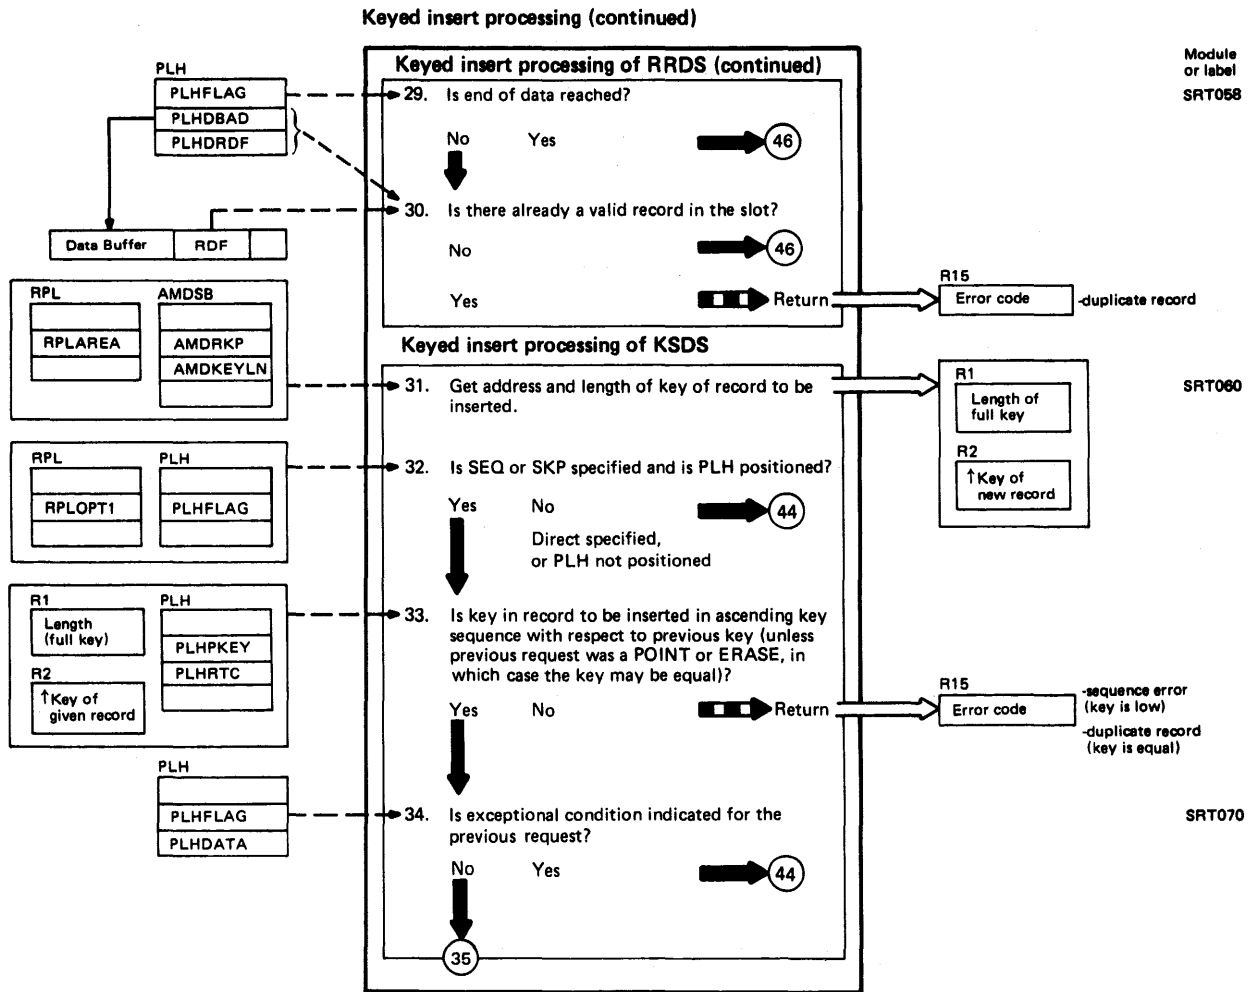 Keyed insert processing (continued)
Keyed insert processing of RRDS (continued)
Module
or label
PLH
PLHFLAG
PLHDBAD
PLHDRDF
29. Is end of data reached?
SRT058
No Yes 46
30. Is there already a valid record in the slot?
Data Buffer RDF
No 46
Yes Return
R15
Error code
-duplicate record
RPL
RPLAREA
AMDSB
AMDRKP
AMDKEYLN
Keyed insert processing of KSDS
31. Get address and length of key of record to be
inserted.
R1
Length of
full key
R2
↑Key of
new record
SRT060
RPL
RPLOPT1
PLH
PLHFLAG
32. Is SEQ or SKP specified and is PLH positioned?
Yes No 44
Direct specified,
or PLH not positioned
R1
Length
(full key)
R2
↑Key of
given record
PLH
PLHPKEY
PLHRTC
33. Is key in record to be inserted in ascending key
sequence with respect to previous key (unless
previous request was a POINT or ERASE, in
which case the key may be equal)?
Yes No Return
R15
Error code
-sequence error
(key is low)
-duplicate record
(key is equal)
PLH
PLHFLAG
PLHDATA
34. Is exceptional condition indicated for the
previous request?
SRT070
No Yes 44
35